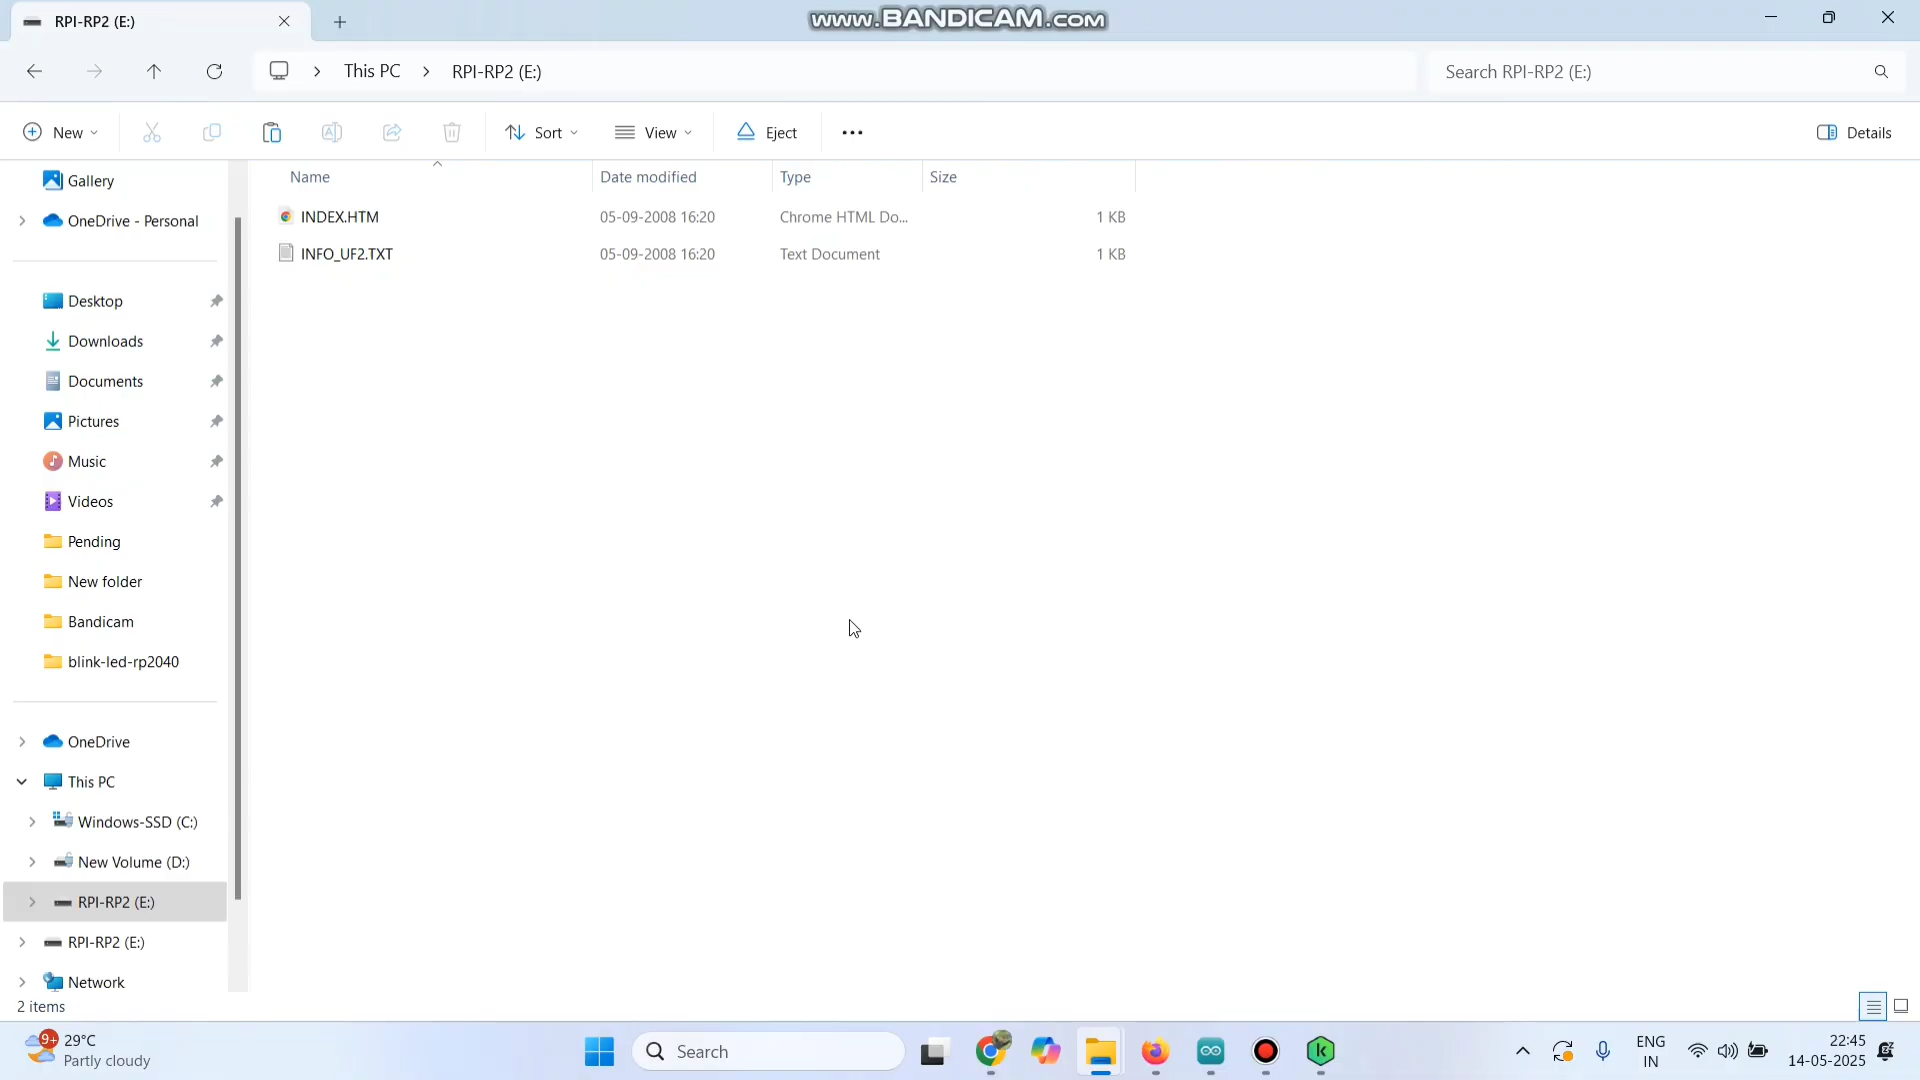 RPI-RP2 (E:)
www.BANDICAM.com
This PC
RPI-RP2 (E:)
Search RPI-RP2 (E:)
New
Sort
View
Eject
Details
Name
Date modified
Type
Size
INDEX.HTM
05-09-2008 16:20
Chrome HTML Do...
1 KB
INFO_UF2.TXT
05-09-2008 16:20
Text Document
1 KB
Gallery
OneDrive - Personal
Desktop
Downloads
Documents
Pictures
Music
Videos
Pending
New folder
Bandicam
blink-led-rp2040
OneDrive
This PC
Windows-SSD (C:)
New Volume (D:)
RPI-RP2 (E:)
RPI-RP2 (E:)
Network
2 items
9+
29°C
Partly cloudy
Search
ENG
IN
22:45
14-05-2025